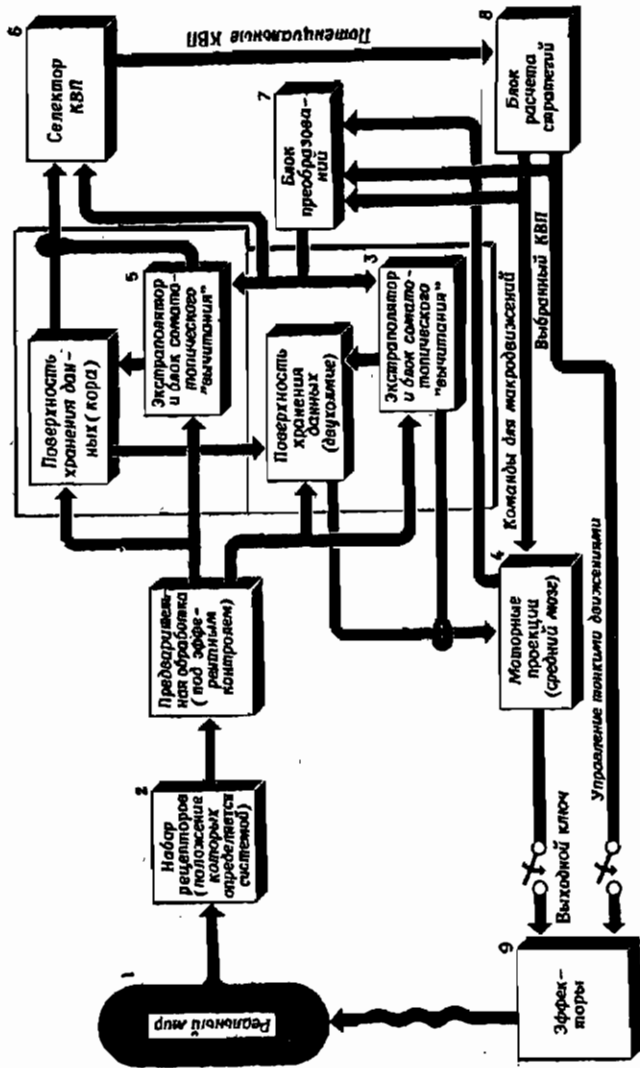 6
Селектор
КВП
Потенциальные КВП
8
Блок
расчета
стратегий
7
Блок
преобразова-
ний
Поверхность
хранения дан-
ных (кора)
5
Экстраполятор
и блок сомато-
топического
"вычитания"
Поверхность
хранения
данных
(двухолмие)
3
Экстраполятор
и блок сомато-
топического
"вычитания"
Команды для макродвижений
Выбранный КВП
Предваритель-
ная обработка
(под эффе-
рентным
контролем)
2
Набор
рецепторов
(положение
которых
определяется
системой)
1
Реальный мир
4
Моторные
проекции
(средний мозг)
Управление тонкими движениями
Выходной ключ
9
Эффек-
торы